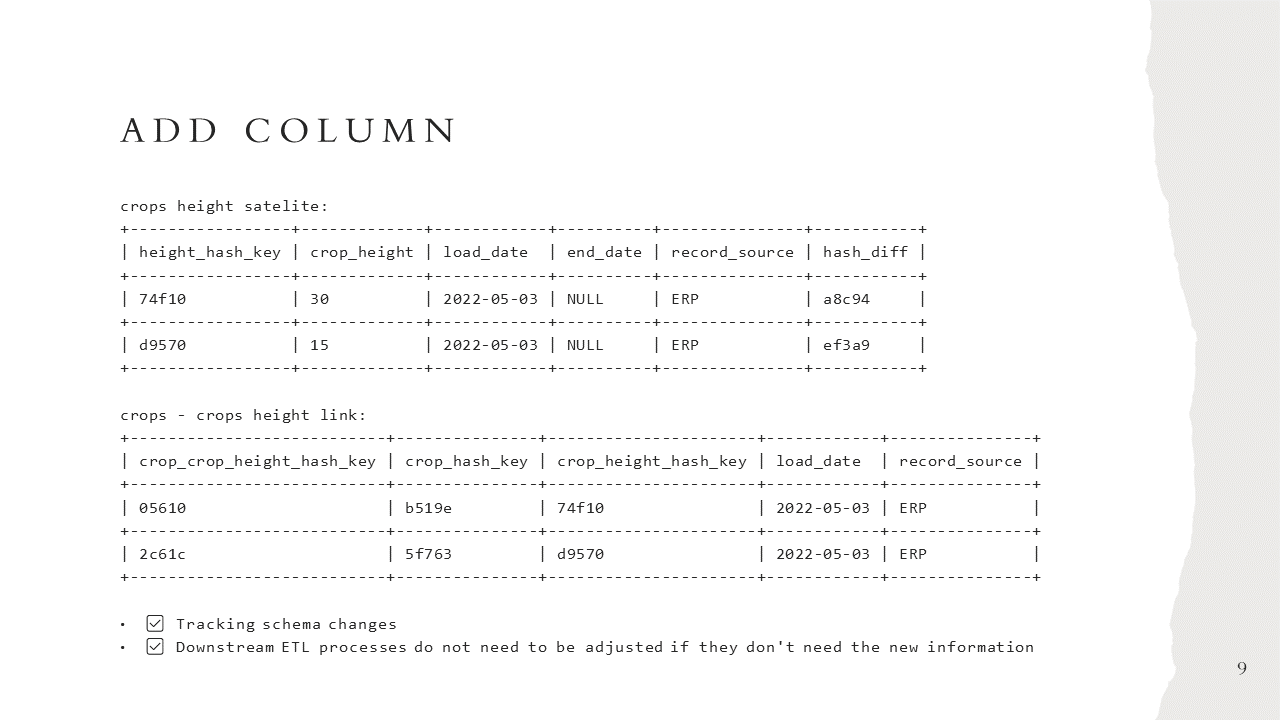 ADD COLUMN
crops height satelite:
+-----------------+-------------+------------+----------+---------------+-----------+
| height_hash_key | crop_height | load_date  | end_date | record_source | hash_diff |
+-----------------+-------------+------------+----------+---------------+-----------+
| 74f10           | 30          | 2022-05-03 | NULL     | ERP           | a8c94     |
+-----------------+-------------+------------+----------+---------------+-----------+
| d9570           | 15          | 2022-05-03 | NULL     | ERP           | ef3a9     |
+-----------------+-------------+------------+----------+---------------+-----------+
crops - crops height link:
+---------------------------+---------------+----------------------+------------+---------------+
| crop_crop_height_hash_key | crop_hash_key | crop_height_hash_key | load_date  | record_source |
+---------------------------+---------------+----------------------+------------+---------------+
| 05610                     | b519e         | 74f10                | 2022-05-03 | ERP           |
+---------------------------+---------------+----------------------+------------+---------------+
| 2c61c                     | 5f763         | d9570                | 2022-05-03 | ERP           |
+---------------------------+---------------+----------------------+------------+---------------+
• ☑ Tracking schema changes
• ☑ Downstream ETL processes do not need to be adjusted if they don't need the new information
9